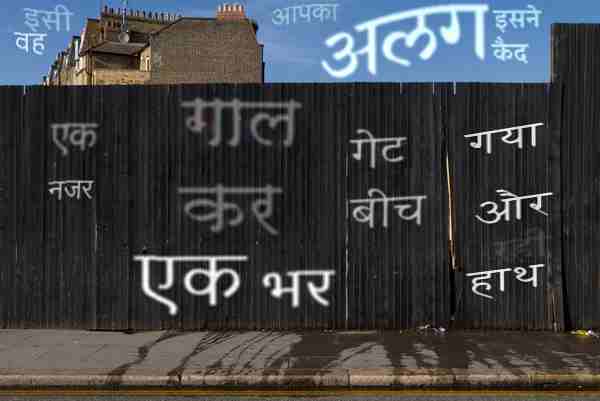 इसी
वह
आपका
अलग
इसने
कैद
एक
नजर
गाल
कर
एक भर
गेट
बीच
गया
और
हाथ